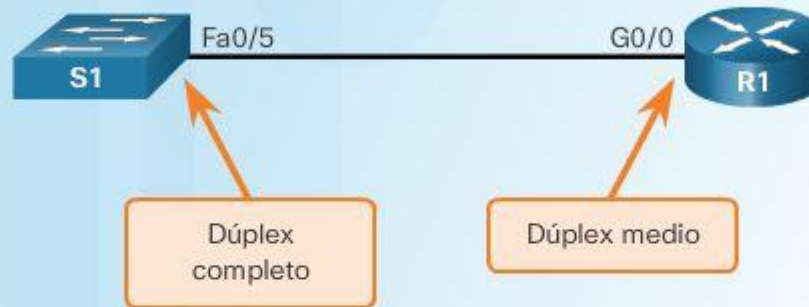 Fa0/5
G0/0
S1
R1
Dúplex
completo
Dúplex medio